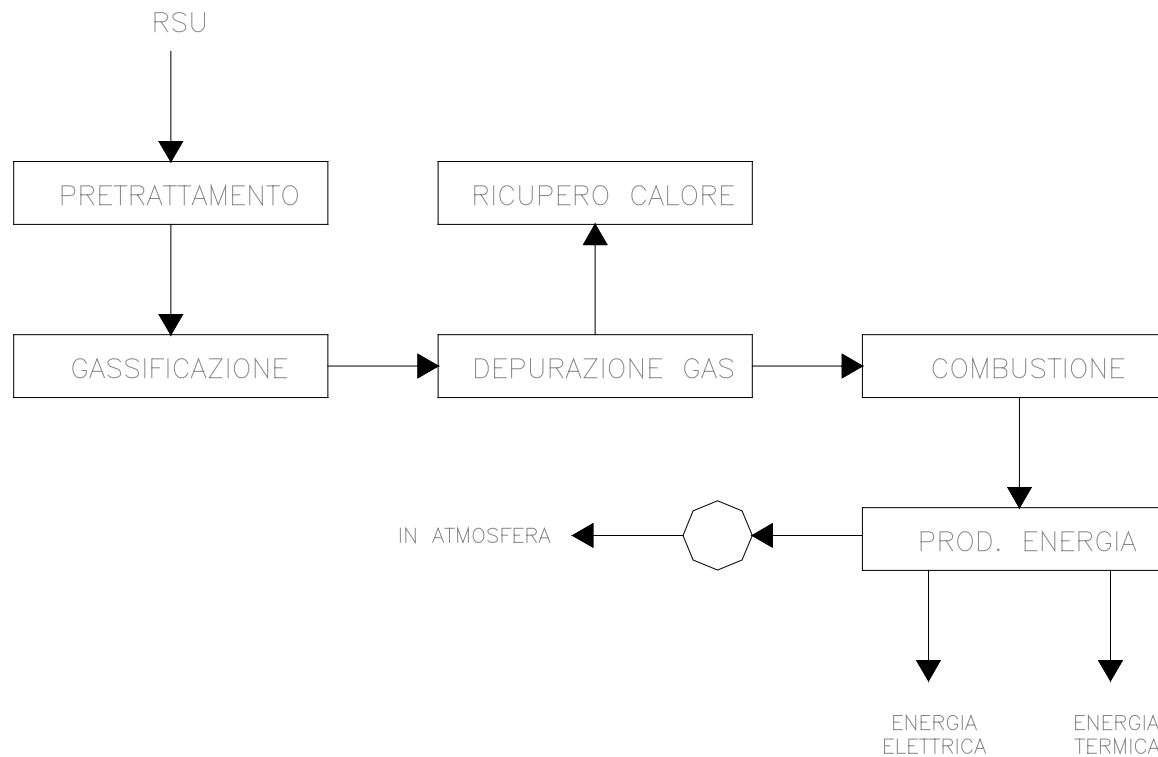 RSU
PRETRATTAMENTO
RICUPERO CALORE
GASSIFICAZIONE
DEPURAZIONE GAS
COMBUSTIONE
IN ATMOSFERA
PROD. ENERGIA
ENERGIA
ELETTRICA
ENERGIA
TERMICA